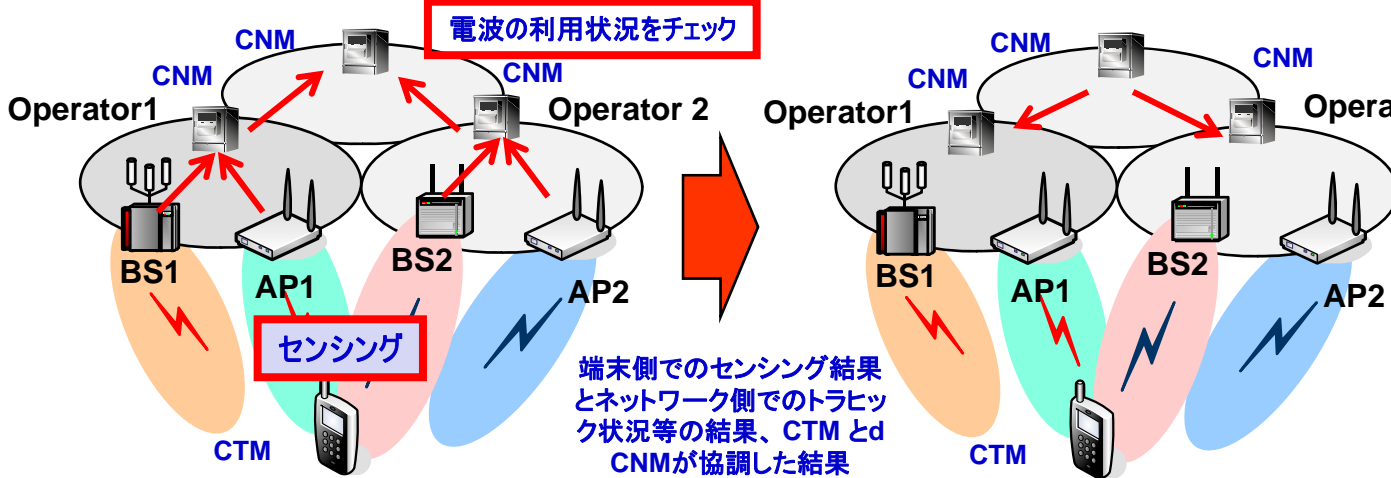 電波の利用状況をチェック
CNM
CNM
CNM
Operator1
Operator 2
BS1
AP1
BS2
AP2
センシング
CTM
端末側でのセンシング結果
とネットワーク側でのトラヒッ
ク状況等の結果、CTM とd
CNMが協調した結果
CNM
CNM
CNM
Operator1
Opera
BS1
AP1
BS2
AP2
CTM